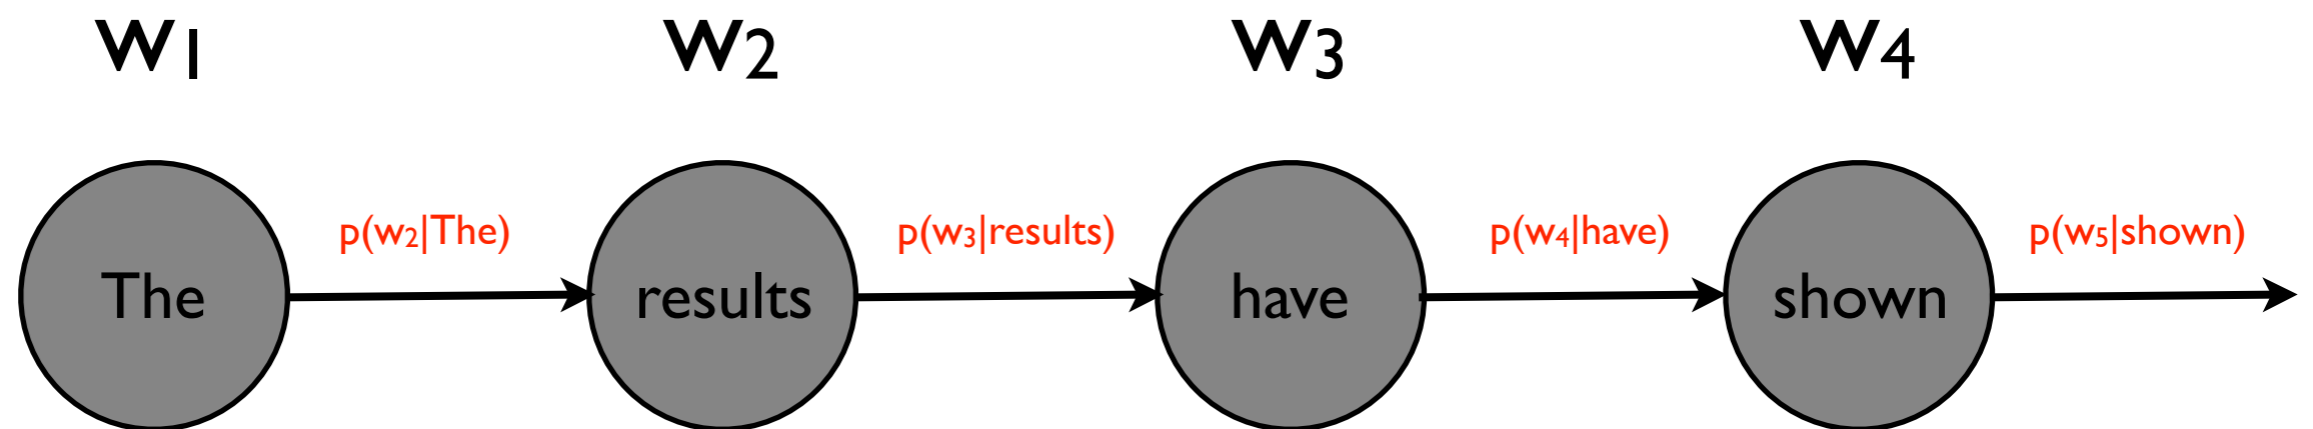 w₁ w₂ w₃ w₄
p(w₂|The) p(w₃|results) p(w₄|have) p(w₅|shown)
The results have shown